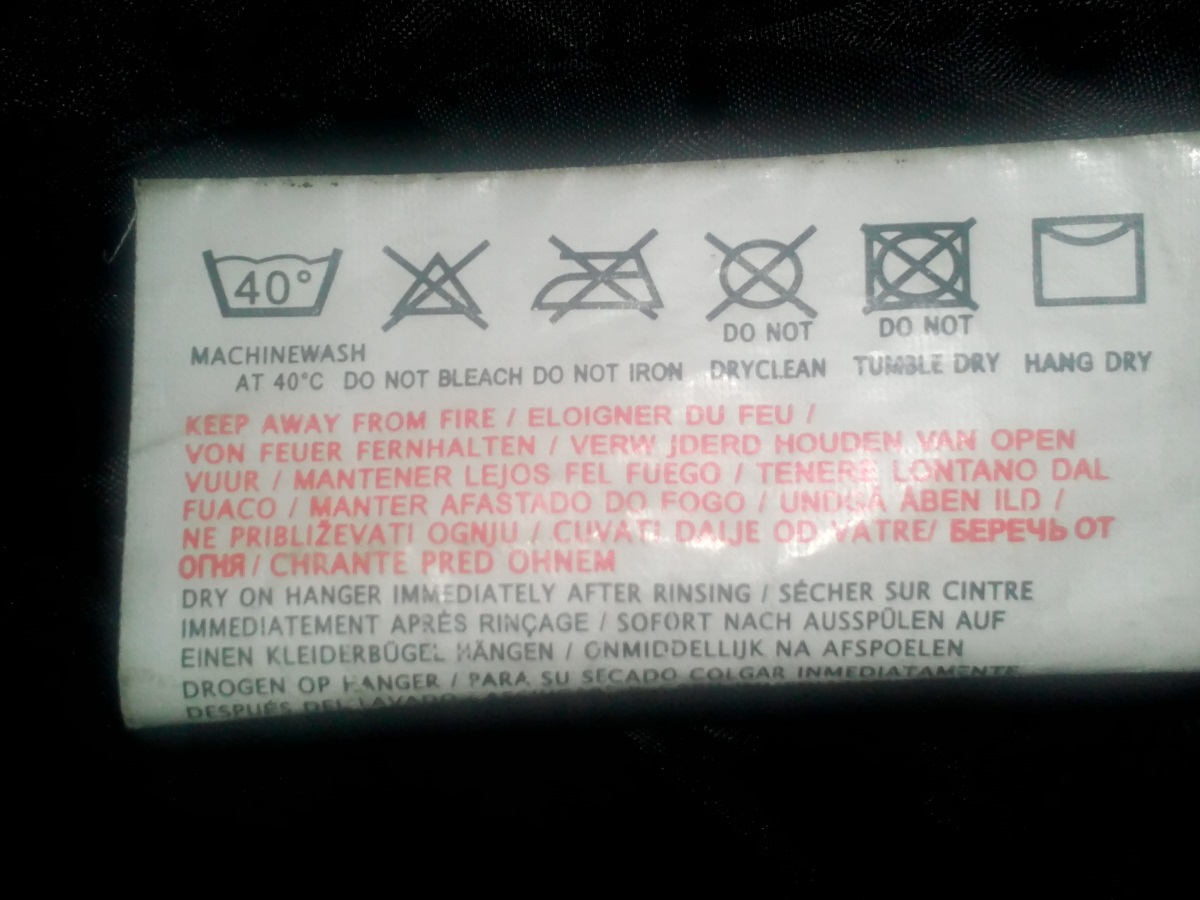 40°
DO NOT DO NOT
MACHINEWASH
AT 40°C DO NOT BLEACH DO NOT IRON DRYCLEAN TUMBLE DRY HANG DRY
KEEP AWAY FROM FIRE / ELOIGNER DU FEU /
VON FEUER FERNHALTEN / VERW JDERD HOUDEN VAN OPEN
VUUR / MANTENER LEJOS FEL FUEGO / TENERE LONTANO DAL
FUACO / MANTER AFASTADO DO FOGO / ÅBEN ILD /
NE PRIBLIŽEVATI OGNJU / CUVATI DALJE OD VATRE/ БЕРЕЧЬ ОТ
ОГНЯ / CHRANTE PRED OHNEM
DRY ON HANGER IMMEDIATELY AFTER RINSING / SÉCHER SUR CINTRE
IMMEDIATEMENT APRÉS RINÇAGE / SOFORT NACH AUSSPÜLEN AUF
EINEN KLEIDERBÜGEL HÄNGEN / ONMIDDELLIJK NA AFSPOELEN
DROGEN OP HANGER / PARA SU SECADO COLGAR INMEDIATAMENTE
DESPUÉS DEL LAVADO